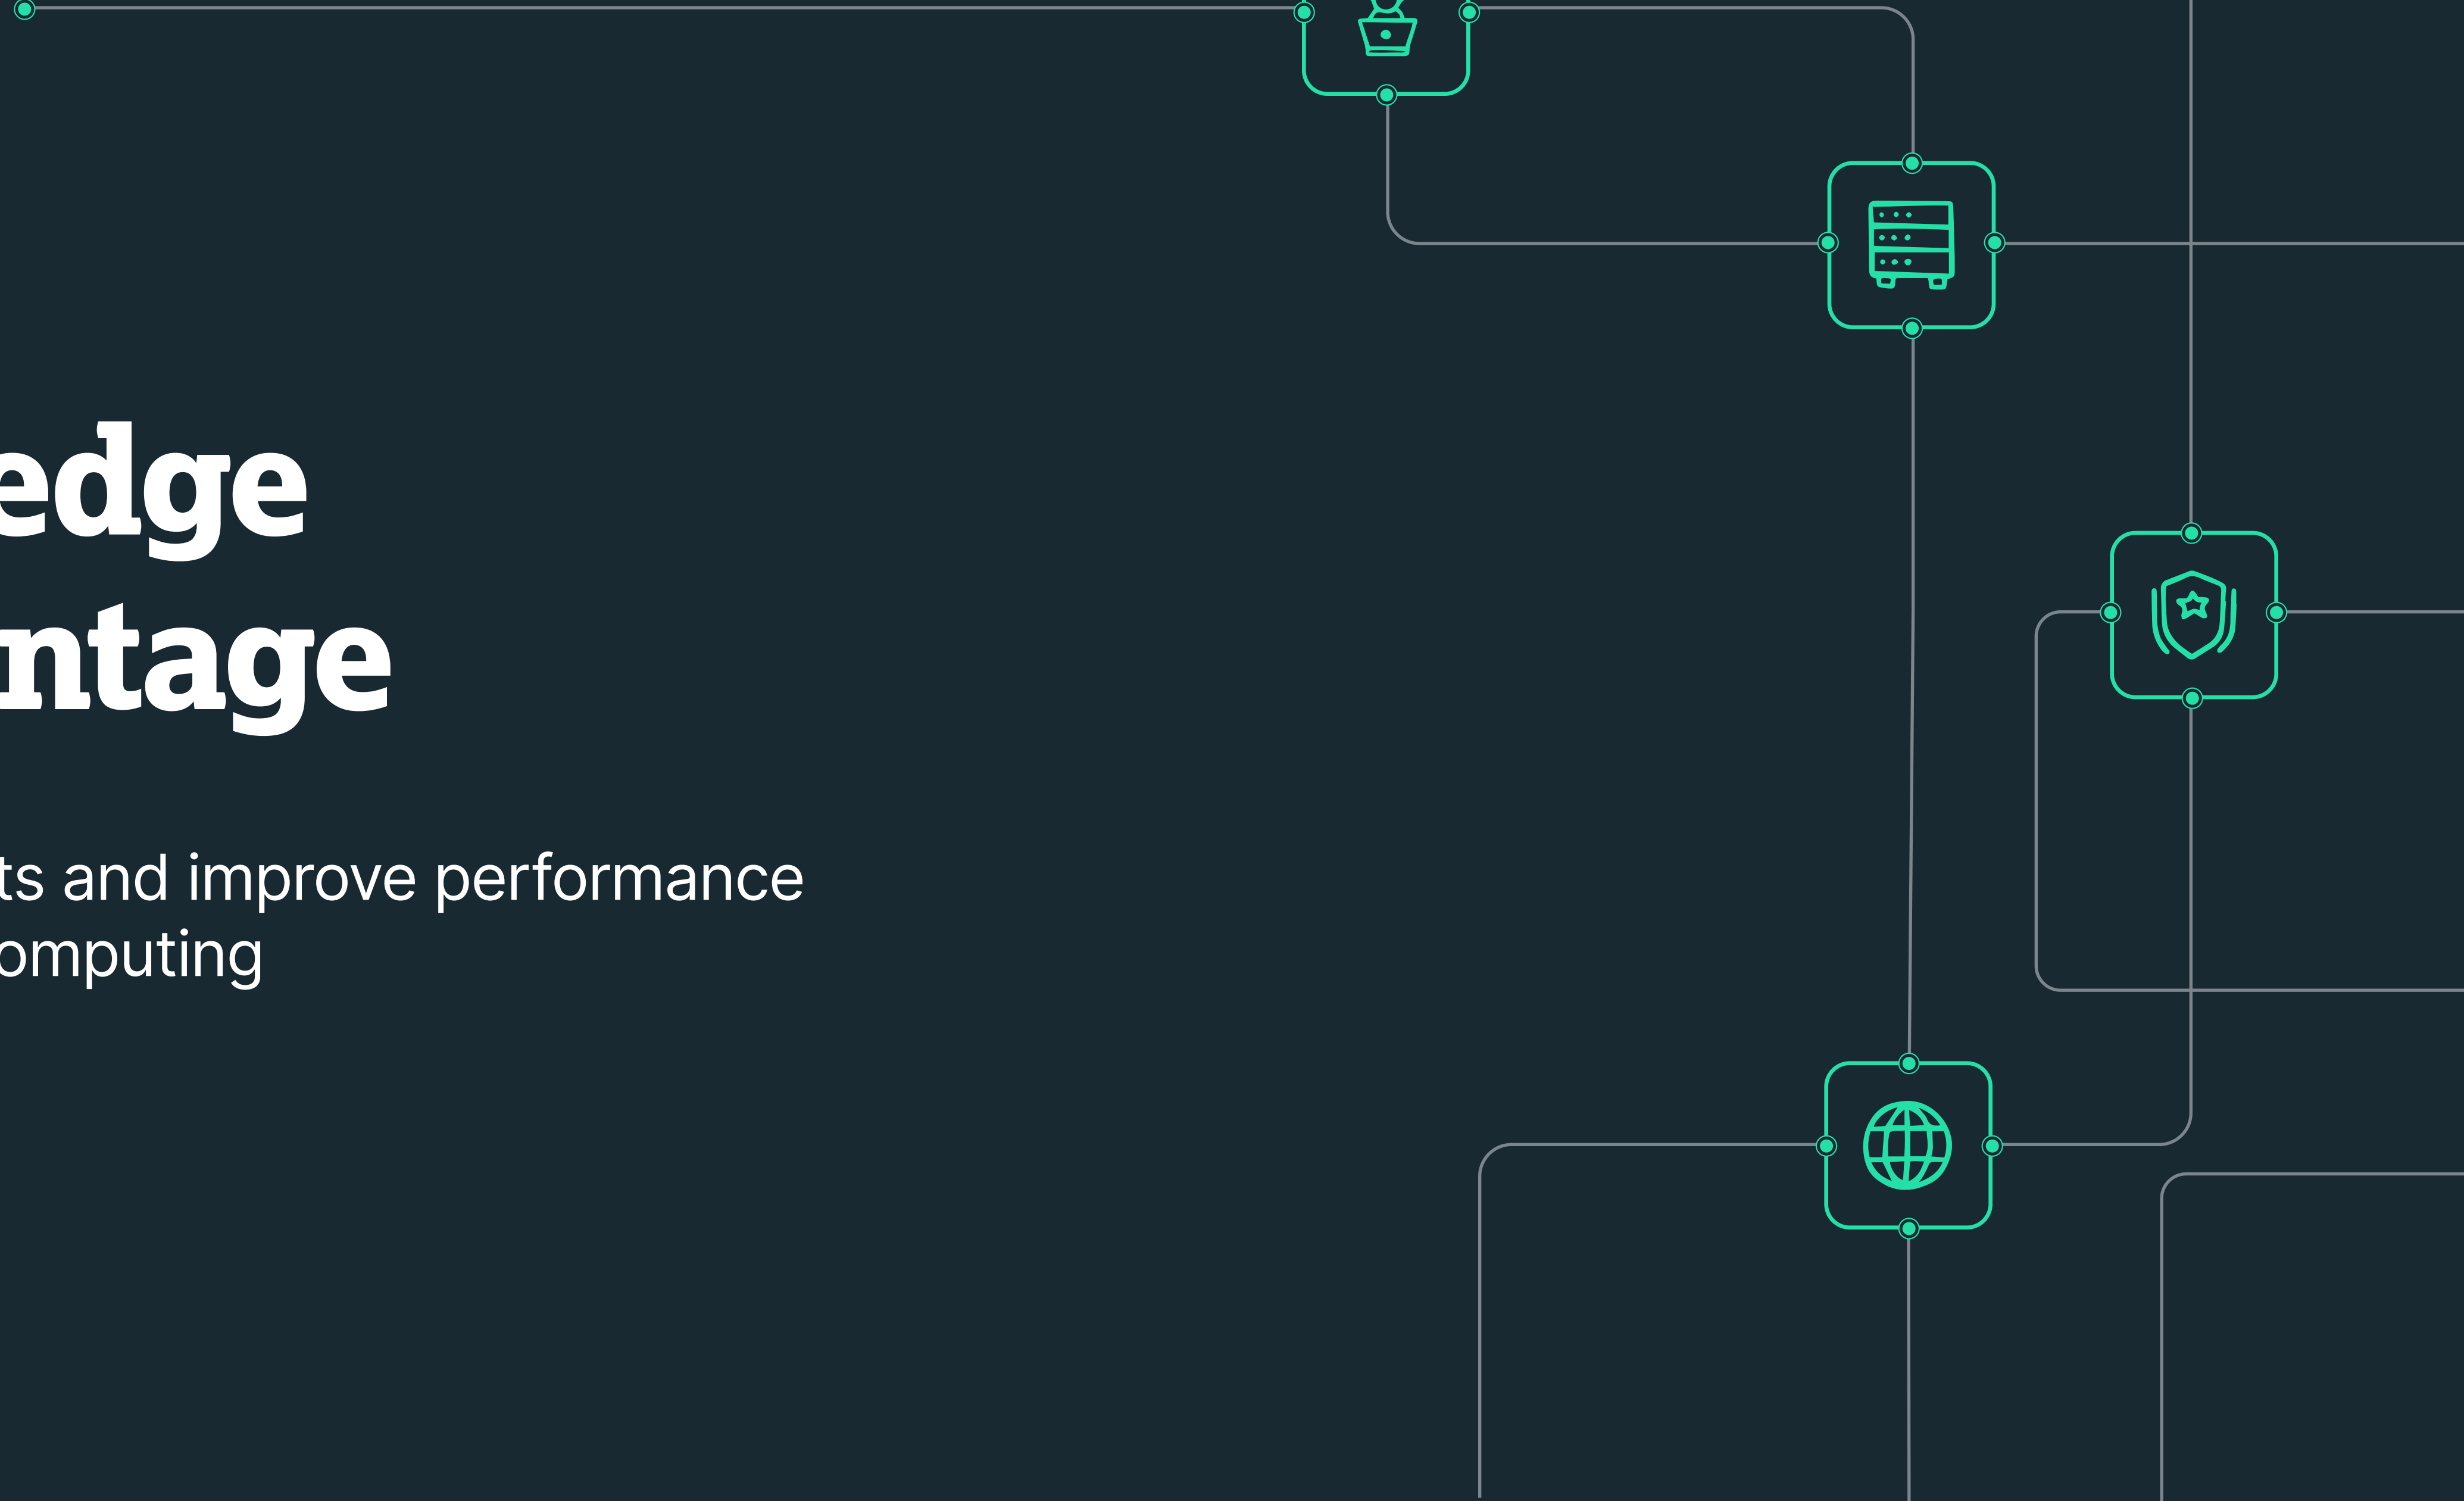 edge
ntage
ts and improve performance
omputing